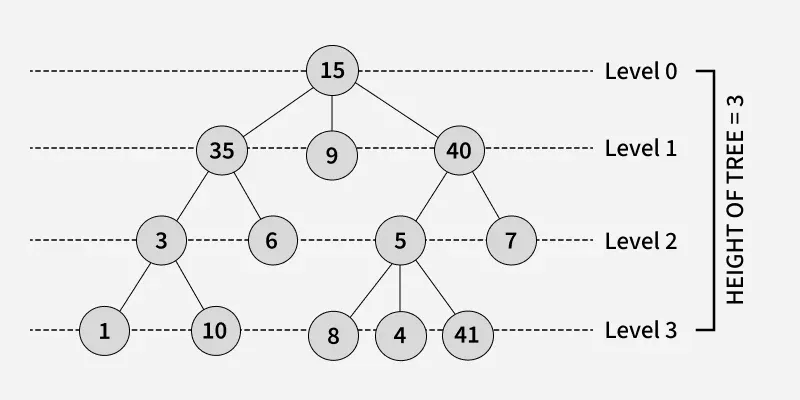 15 Level 0
35 9 40 Level 1
3 6 5 7 Level 2
1 10 8 4 41 Level 3
HEIGHT OF TREE = 3